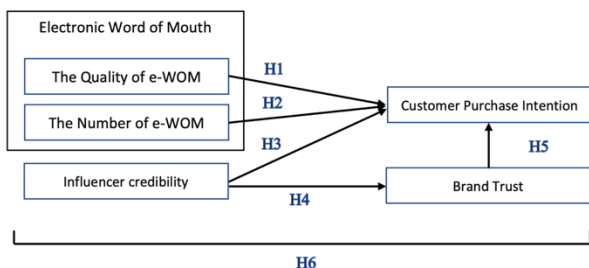 Electronic Word of Mouth
The Quality of e-WOM
H1
H2
Customer Purchase Intention
The Number of e-WOM
H3
H5
Influencer credibility
H4
Brand Trust
H6